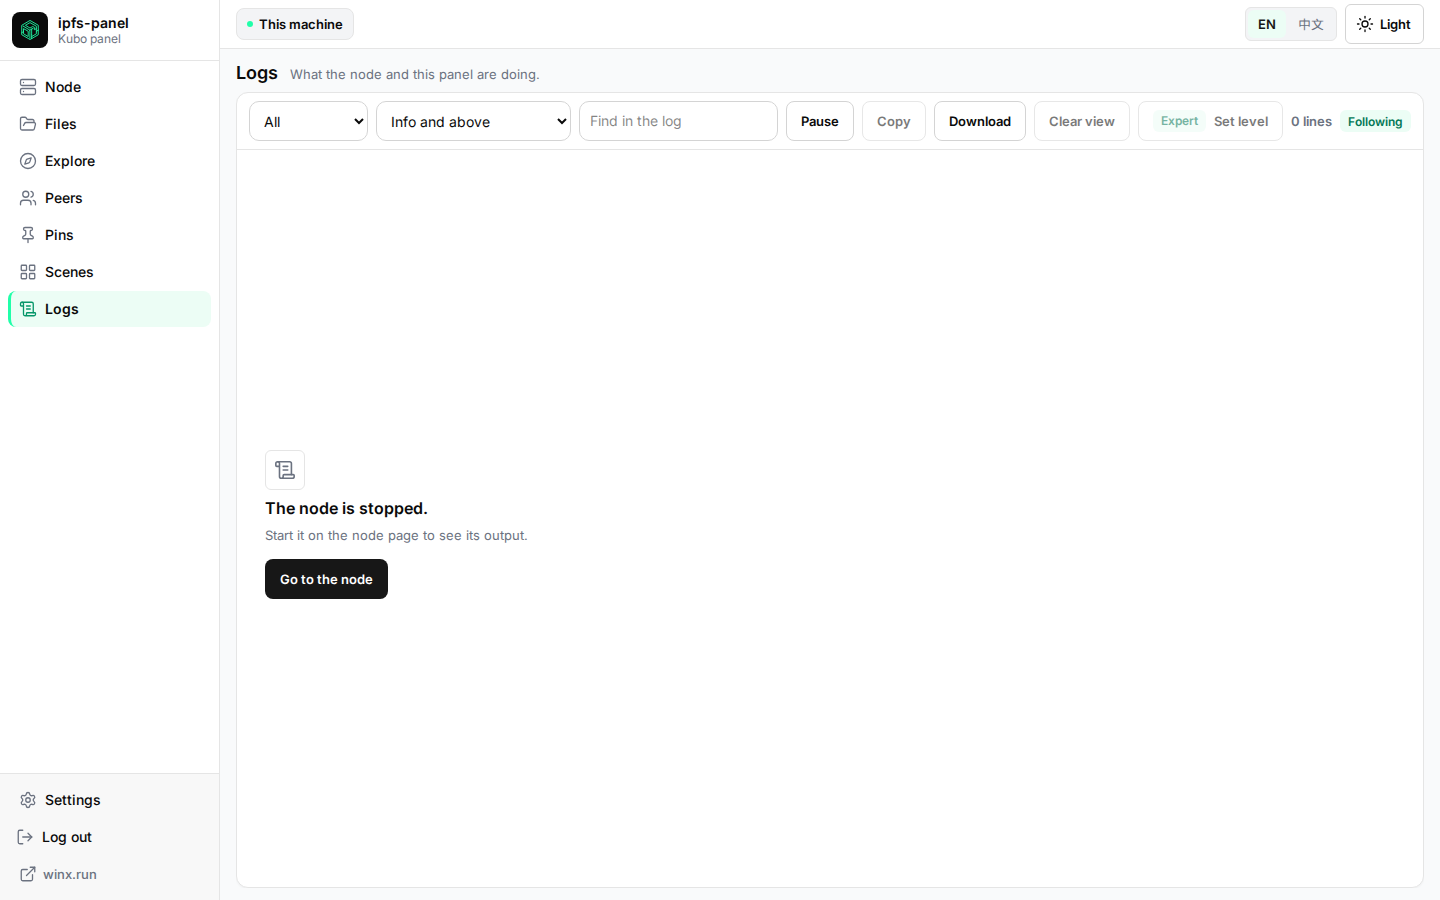 ipfs-panel
Kubo panel
Node
Files
Explore
Peers
Pins
Scenes
Logs
Settings
Log out
winx.run
This machine
EN 中文 Light
Logs What the node and this panel are doing.
All Info and above Find in the log Pause Copy Download Clear view Expert Set level 0 lines Following
The node is stopped.
Start it on the node page to see its output.
Go to the node